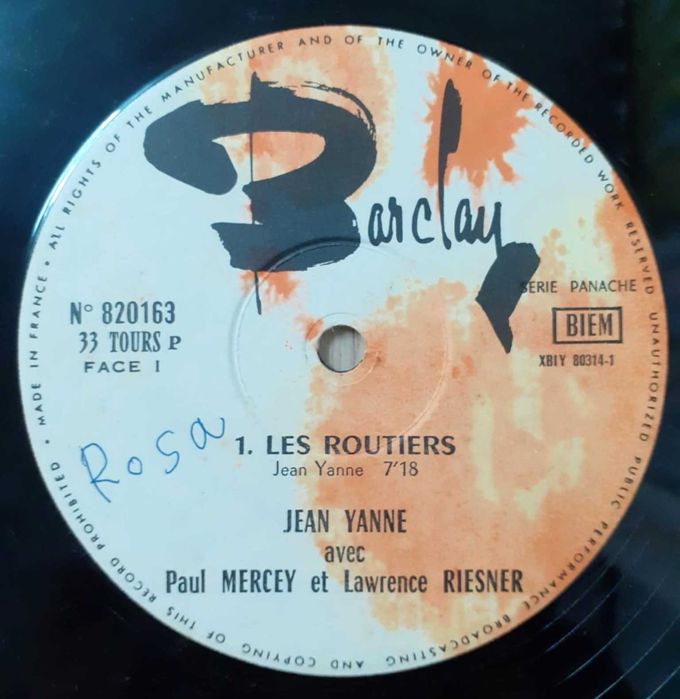 MADE IN FRANCE • ALL RIGHTS OF THE MANUFACTURER AND OF THE OWNER OF THE RECORDED WORK RESERVED UNAUTHORIZED PUBLIC PERFORMANCE BROADCASTING AND COPYING OF THIS RECORD PROHIBITED •
Barclay
SERIE PANACHE
N° 820163
33 TOURS P
FACE I
BIEM
XBIY 80314-1
Rosa
1. LES ROUTIERS
Jean Yanne 7'18
JEAN YANNE
avec
Paul MERCEY et Lawrence RIESNER